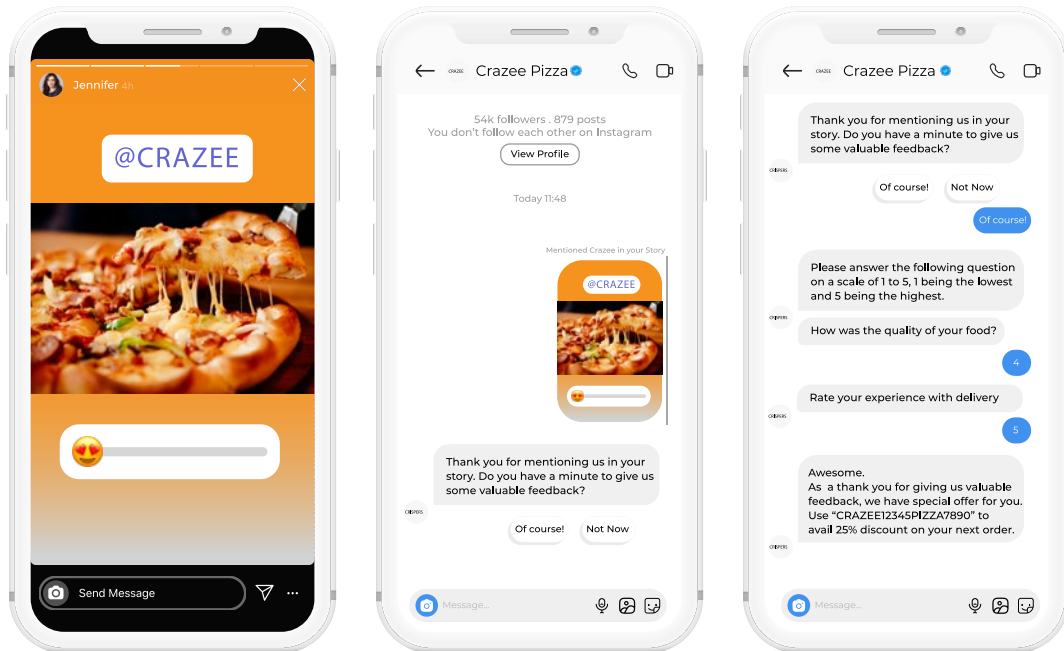 Jennifer 4h
@CRAZEE
Send Message
CRAZEE
Crazee Pizza
54k followers . 879 posts
You don't follow each other on Instagram
View Profile
Today 11:48
Mentioned Crazee in your Story
@CRAZEE
Thank you for mentioning us in your
story. Do you have a minute to give us
some valuable feedback?
CRISPERS
Of course!
Not Now
Message...
CRAZEE
Crazee Pizza
Thank you for mentioning us in your
story. Do you have a minute to give us
some valuable feedback?
CRISPERS
Of course!
Not Now
Of course!
Please answer the following question
on a scale of 1 to 5, 1 being the lowest
and 5 being the highest.
CRISPERS
How was the quality of your food?
4
Rate your experience with delivery
CRISPERS
5
Awesome.
As a thank you for giving us valuable
feedback, we have special offer for you.
Use “CRAZEE12345PIZZA7890” to
avail 25% discount on your next order.
CRISPERS
Message...